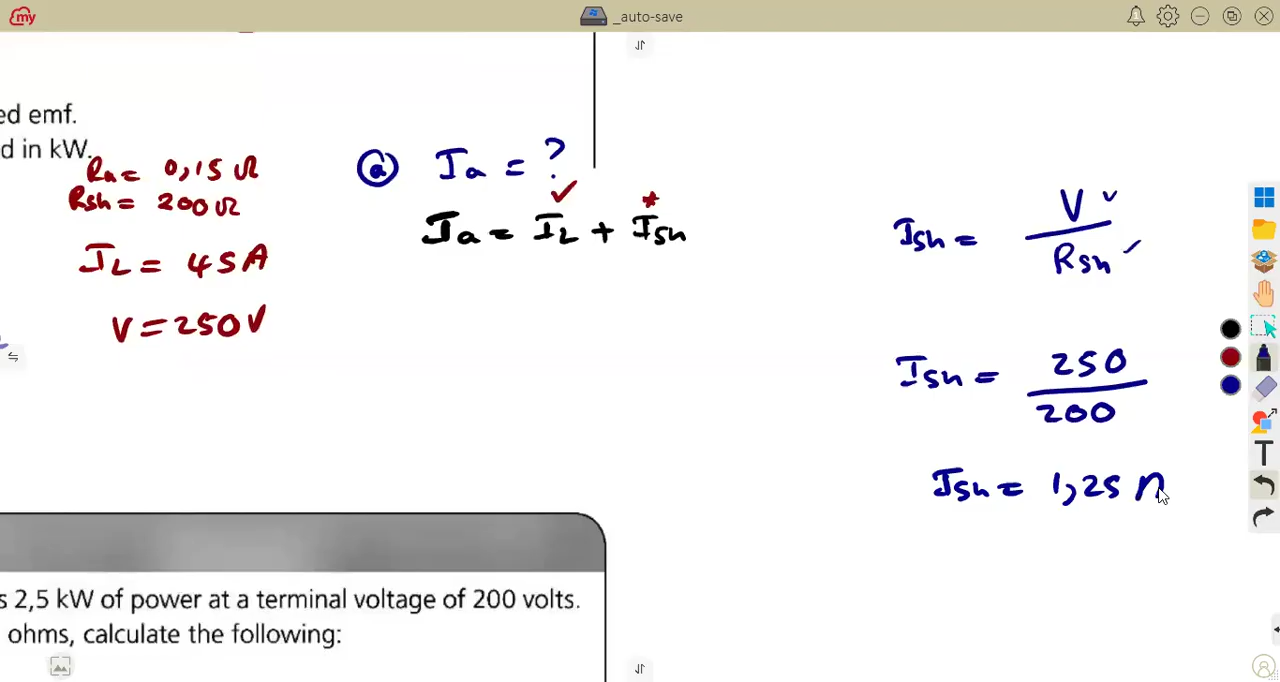 my
_auto-save
ed emf.
d in kW.
Ra = 0,15 Ω
Rsh = 200 Ω
IL = 45A
V = 250V
(a) Ia = ?
Ia = IL + Ish
Ish = V / Rsh
Ish = 250 / 200
Ish = 1,25
s 2,5 kW of power at a terminal voltage of 200 volts.
ohms, calculate the following:
T